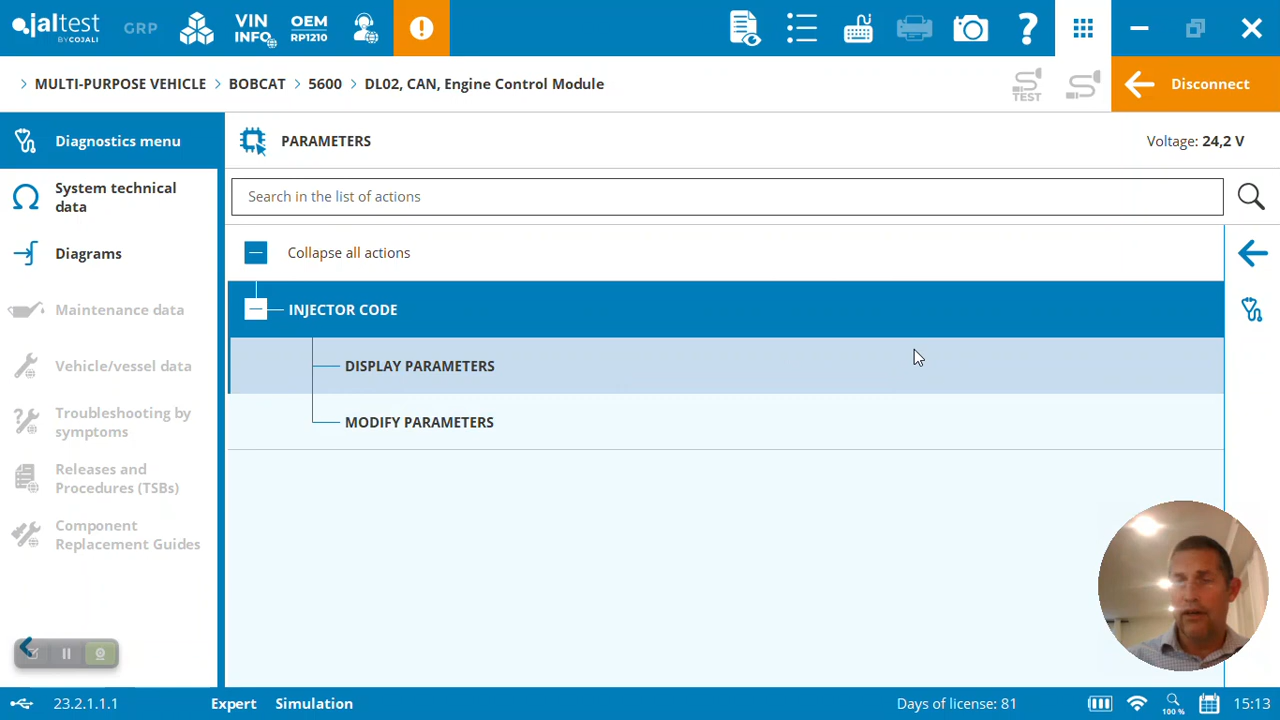 jaltest
BY COJALI
GRP
VIN
INFO
OEM
RP1210
MULTI-PURPOSE VEHICLE > BOBCAT > 5600 > DL02, CAN, Engine Control Module
TEST
Disconnect
Diagnostics menu
PARAMETERS
Voltage: 24,2 V
System technical
data
Search in the list of actions
Diagrams
Collapse all actions
Maintenance data
INJECTOR CODE
Vehicle/vessel data
DISPLAY PARAMETERS
Troubleshooting by
symptoms
MODIFY PARAMETERS
Releases and
Procedures (TSBs)
Component
Replacement Guides
23.2.1.1.1
Expert
Simulation
Days of license: 81
100 %
15:13